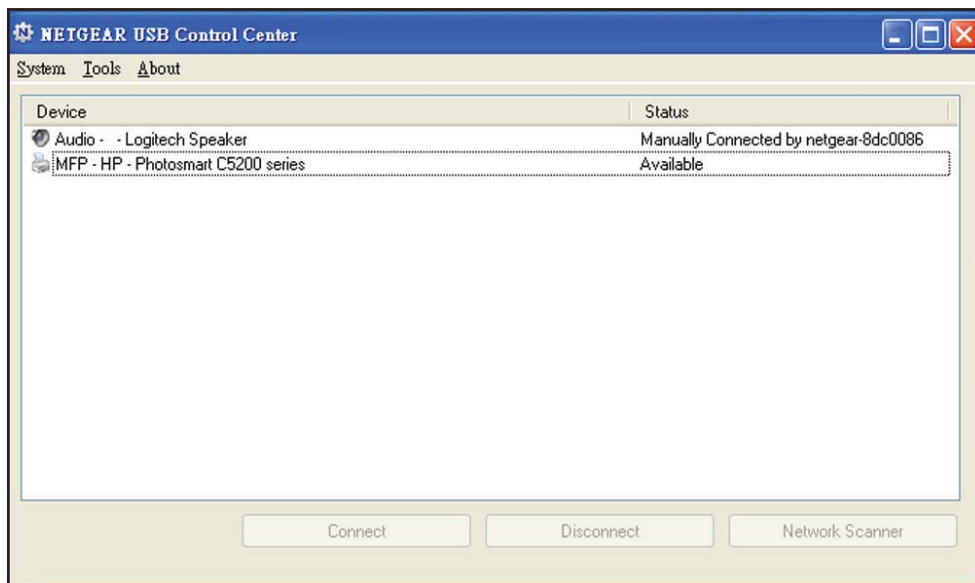 NETGEAR USB Control Center
System Tools About
Device Status
Audio - - Logitech Speaker Manually Connected by netgear-8dc0086
MFP - HP - Photosmart C5200 series Available
Connect Disconnect Network Scanner